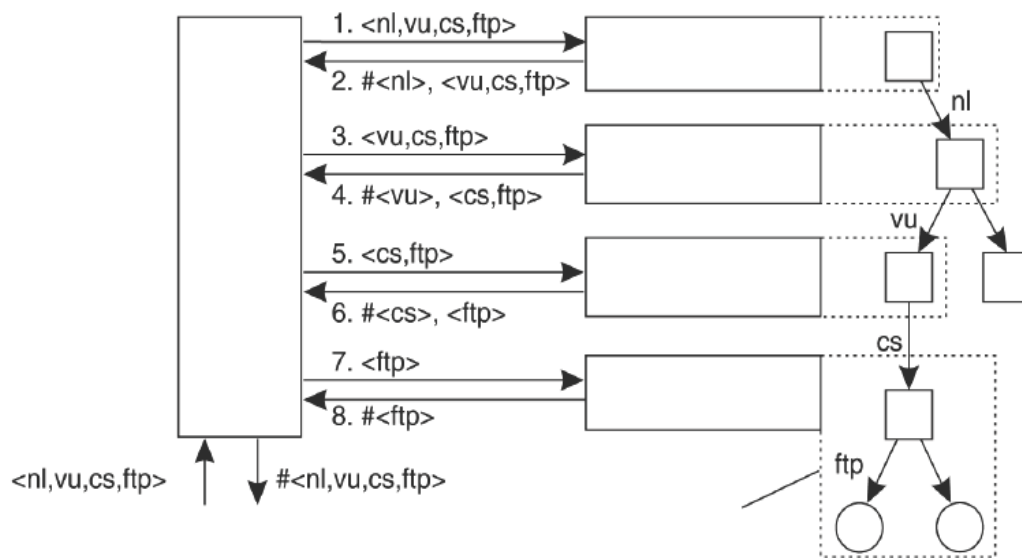 1. <nl,vu,cs,ftp>
2. #<nl>, <vu,cs,ftp>
nl
3. <vu,cs,ftp>
4. #<vu>, <cs,ftp>
vu
5. <cs,ftp>
6. #<cs>, <ftp>
cs
7. <ftp>
8. #<ftp>
<nl,vu,cs,ftp>
#<nl,vu,cs,ftp>
ftp